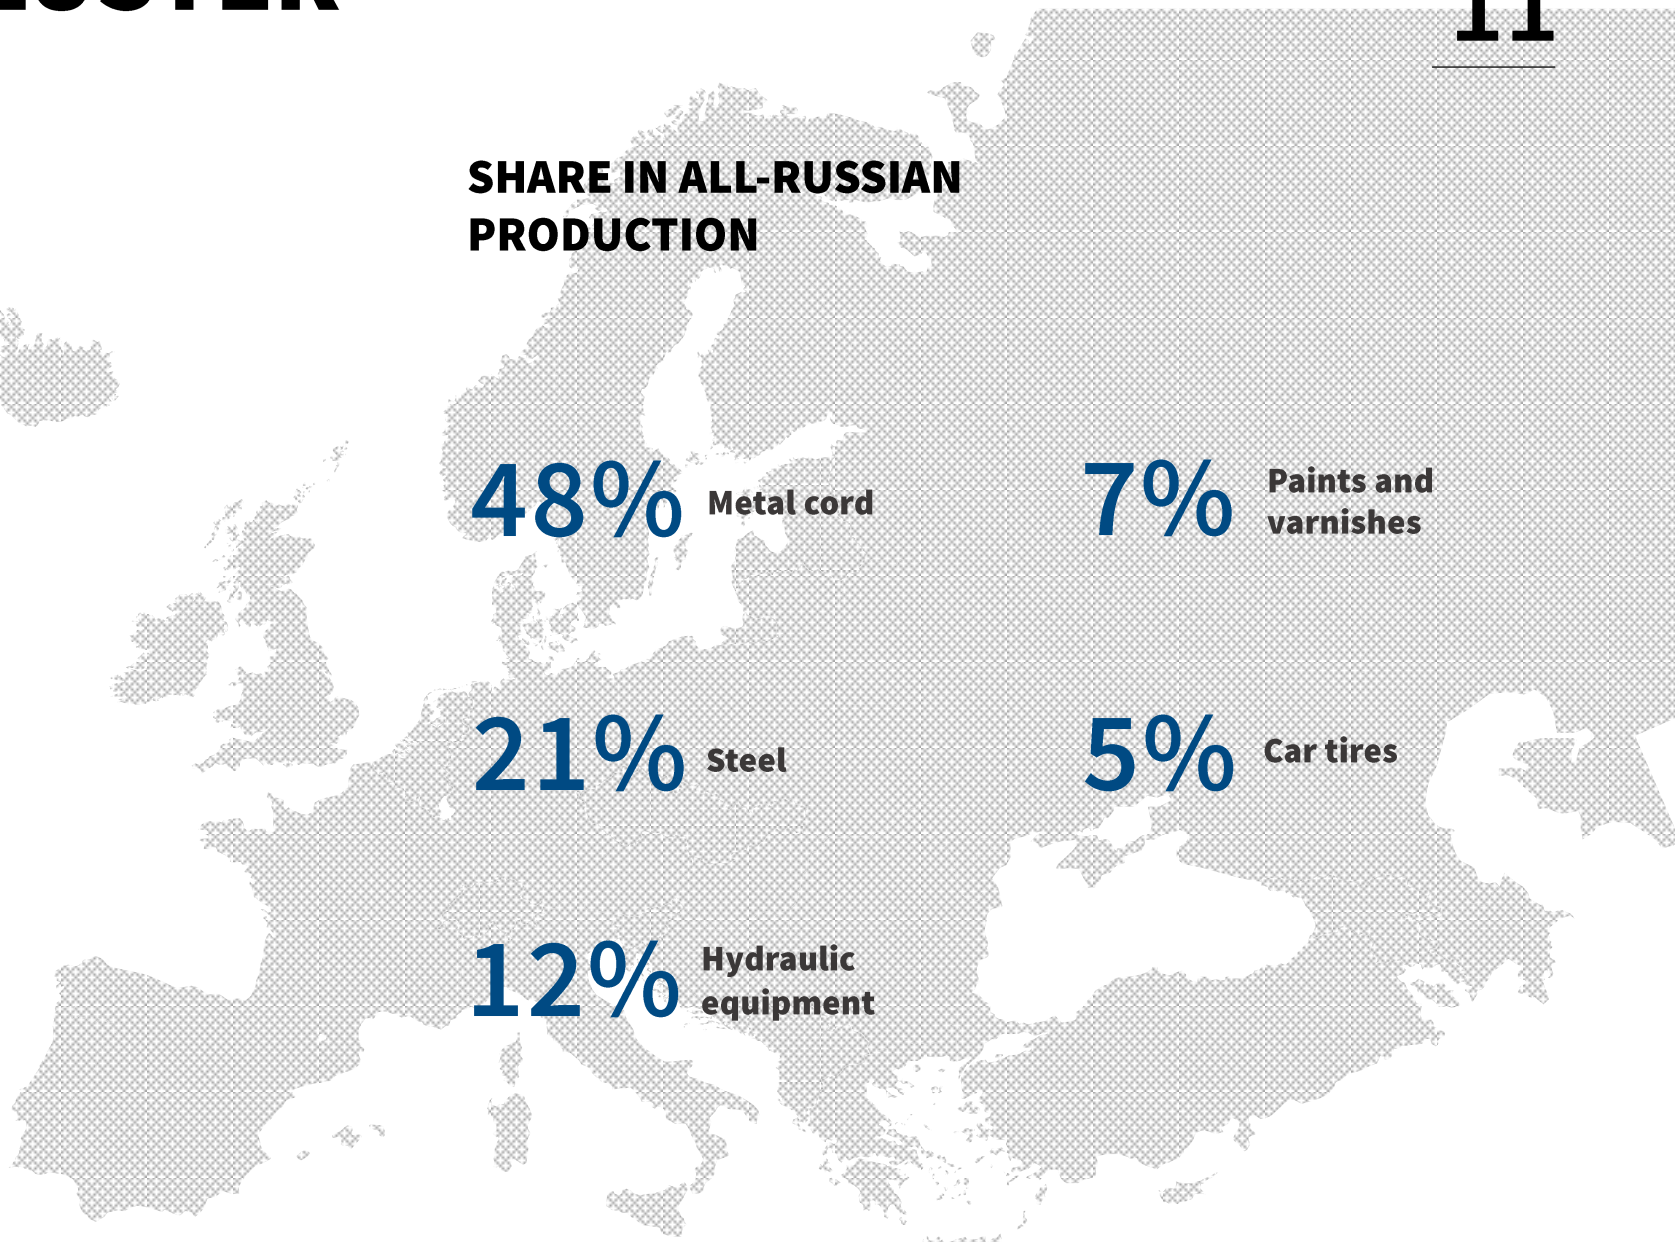 11
SHARE IN ALL-RUSSIAN
PRODUCTION
48% Metal cord
7% Paints and
varnishes
21% Steel
5% Car tires
12% Hydraulic
equipment